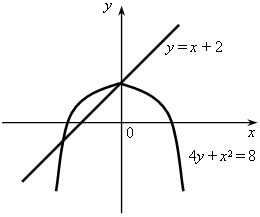 y
y = x + 2
0
x
4y + x² = 8